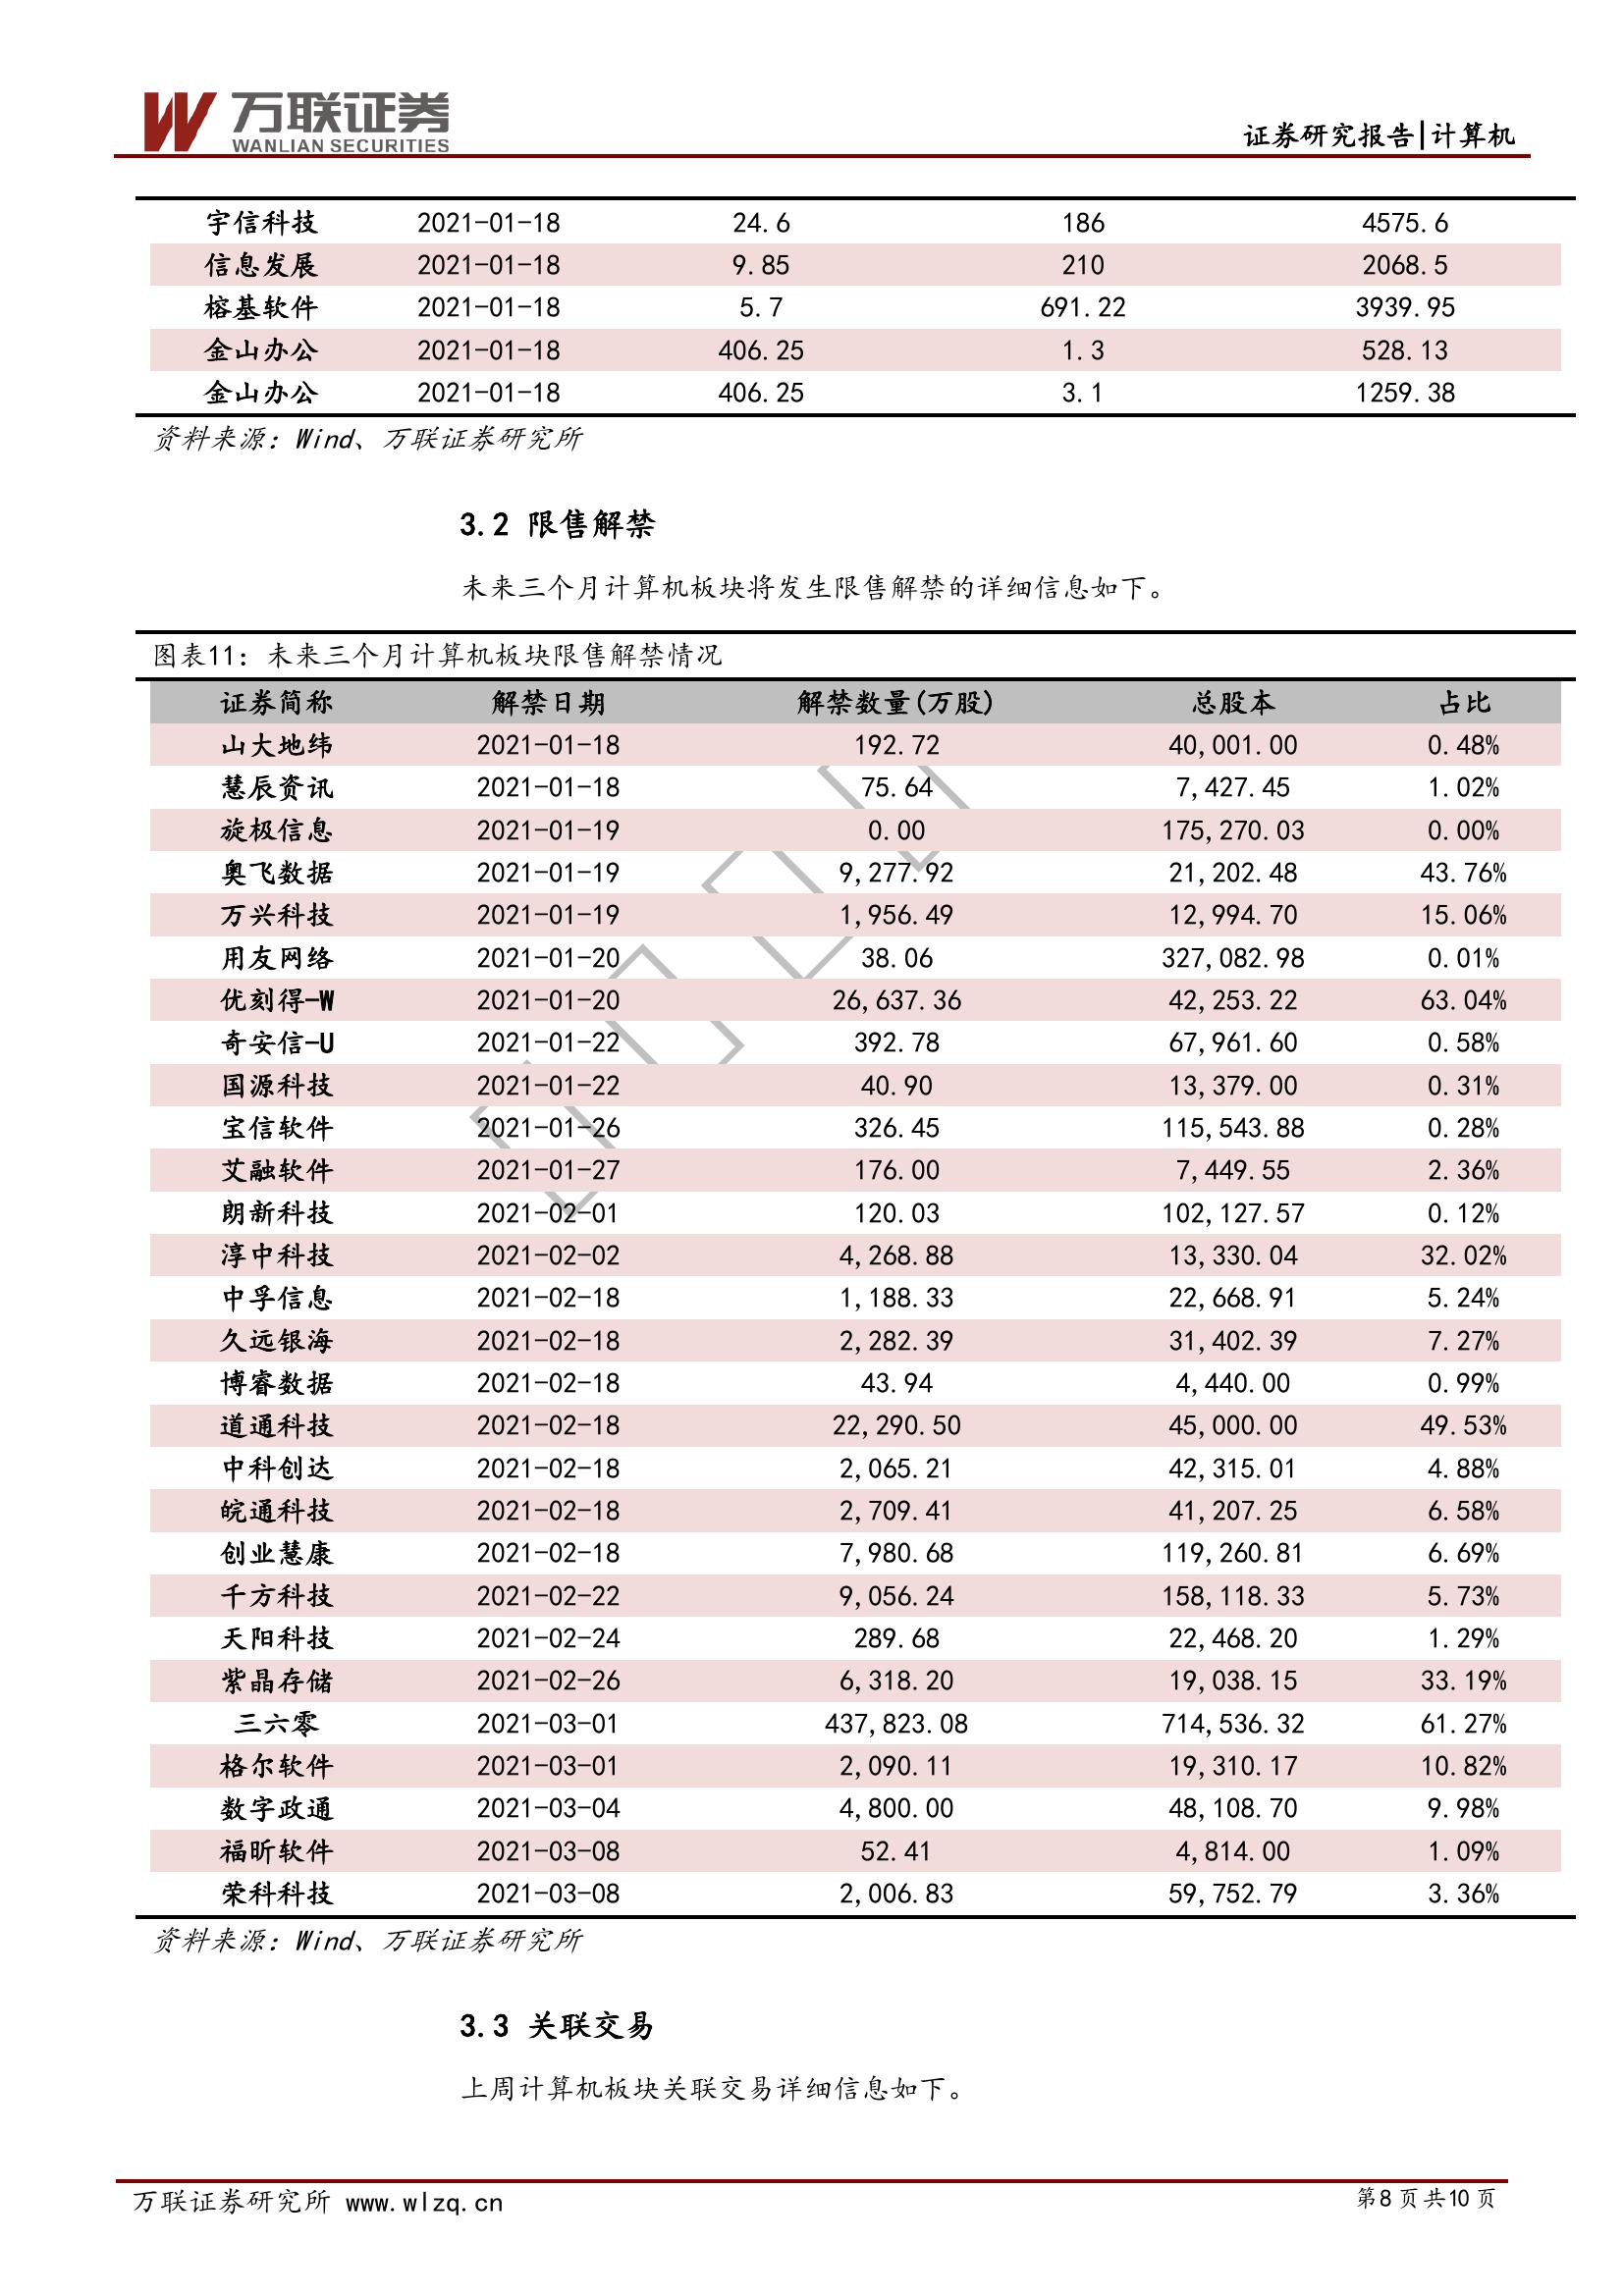 万联证券
WANLIAN SECURITIES
证券研究报告|计算机
宇信科技 2021-01-18 24.6 186 4575.6
信息发展 2021-01-18 9.85 210 2068.5
榕基软件 2021-01-18 5.7 691.22 3939.95
金山办公 2021-01-18 406.25 1.3 528.13
金山办公 2021-01-18 406.25 3.1 1259.38
资料来源：Wind、万联证券研究所
3.2 限售解禁
未来三个月计算机板块将发生限售解禁的详细信息如下。
图表11：未来三个月计算机板块限售解禁情况
证券简称 解禁日期 解禁数量(万股) 总股本 占比
山大地纬 2021-01-18 192.72 40,001.00 0.48%
慧辰资讯 2021-01-18 75.64 7,427.45 1.02%
旋极信息 2021-01-19 0.00 175,270.03 0.00%
奥飞数据 2021-01-19 9,277.92 21,202.48 43.76%
万兴科技 2021-01-19 1,956.49 12,994.70 15.06%
用友网络 2021-01-20 38.06 327,082.98 0.01%
优刻得-W 2021-01-20 26,637.36 42,253.22 63.04%
奇安信-U 2021-01-22 392.78 67,961.60 0.58%
国源科技 2021-01-22 40.90 13,379.00 0.31%
宝信软件 2021-01-26 326.45 115,543.88 0.28%
艾融软件 2021-01-27 176.00 7,449.55 2.36%
朗新科技 2021-02-01 120.03 102,127.57 0.12%
淳中科技 2021-02-02 4,268.88 13,330.04 32.02%
中孚信息 2021-02-18 1,188.33 22,668.91 5.24%
久远银海 2021-02-18 2,282.39 31,402.39 7.27%
博睿数据 2021-02-18 43.94 4,440.00 0.99%
道通科技 2021-02-18 22,290.50 45,000.00 49.53%
中科创达 2021-02-18 2,065.21 42,315.01 4.88%
皖通科技 2021-02-18 2,709.41 41,207.25 6.58%
创业慧康 2021-02-18 7,980.68 119,260.81 6.69%
千方科技 2021-02-22 9,056.24 158,118.33 5.73%
天阳科技 2021-02-24 289.68 22,468.20 1.29%
紫晶存储 2021-02-26 6,318.20 19,038.15 33.19%
三六零 2021-03-01 437,823.08 714,536.32 61.27%
格尔软件 2021-03-01 2,090.11 19,310.17 10.82%
数字政通 2021-03-04 4,800.00 48,108.70 9.98%
福昕软件 2021-03-08 52.41 4,814.00 1.09%
荣科科技 2021-03-08 2,006.83 59,752.79 3.36%
资料来源：Wind、万联证券研究所
3.3 关联交易
上周计算机板块关联交易详细信息如下。
万联证券研究所 www.wlzq.cn
第8页共10页